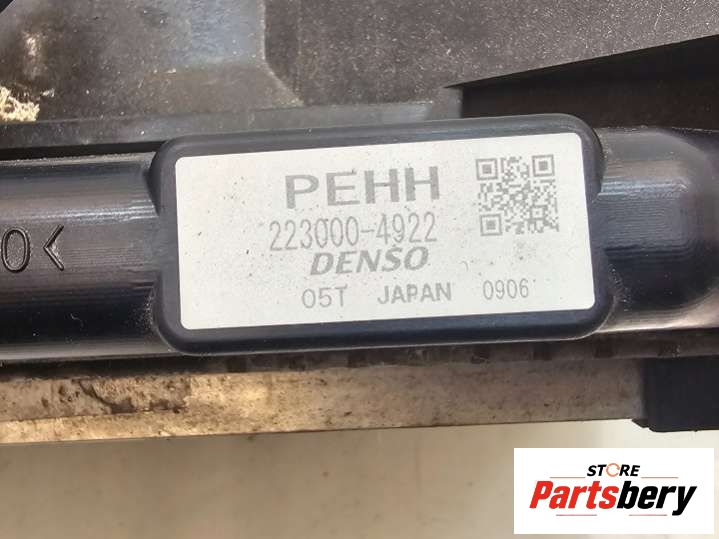 PEHH
223000-4922
DENSO
05T JAPAN 0906
O<
STORE
Partsbery